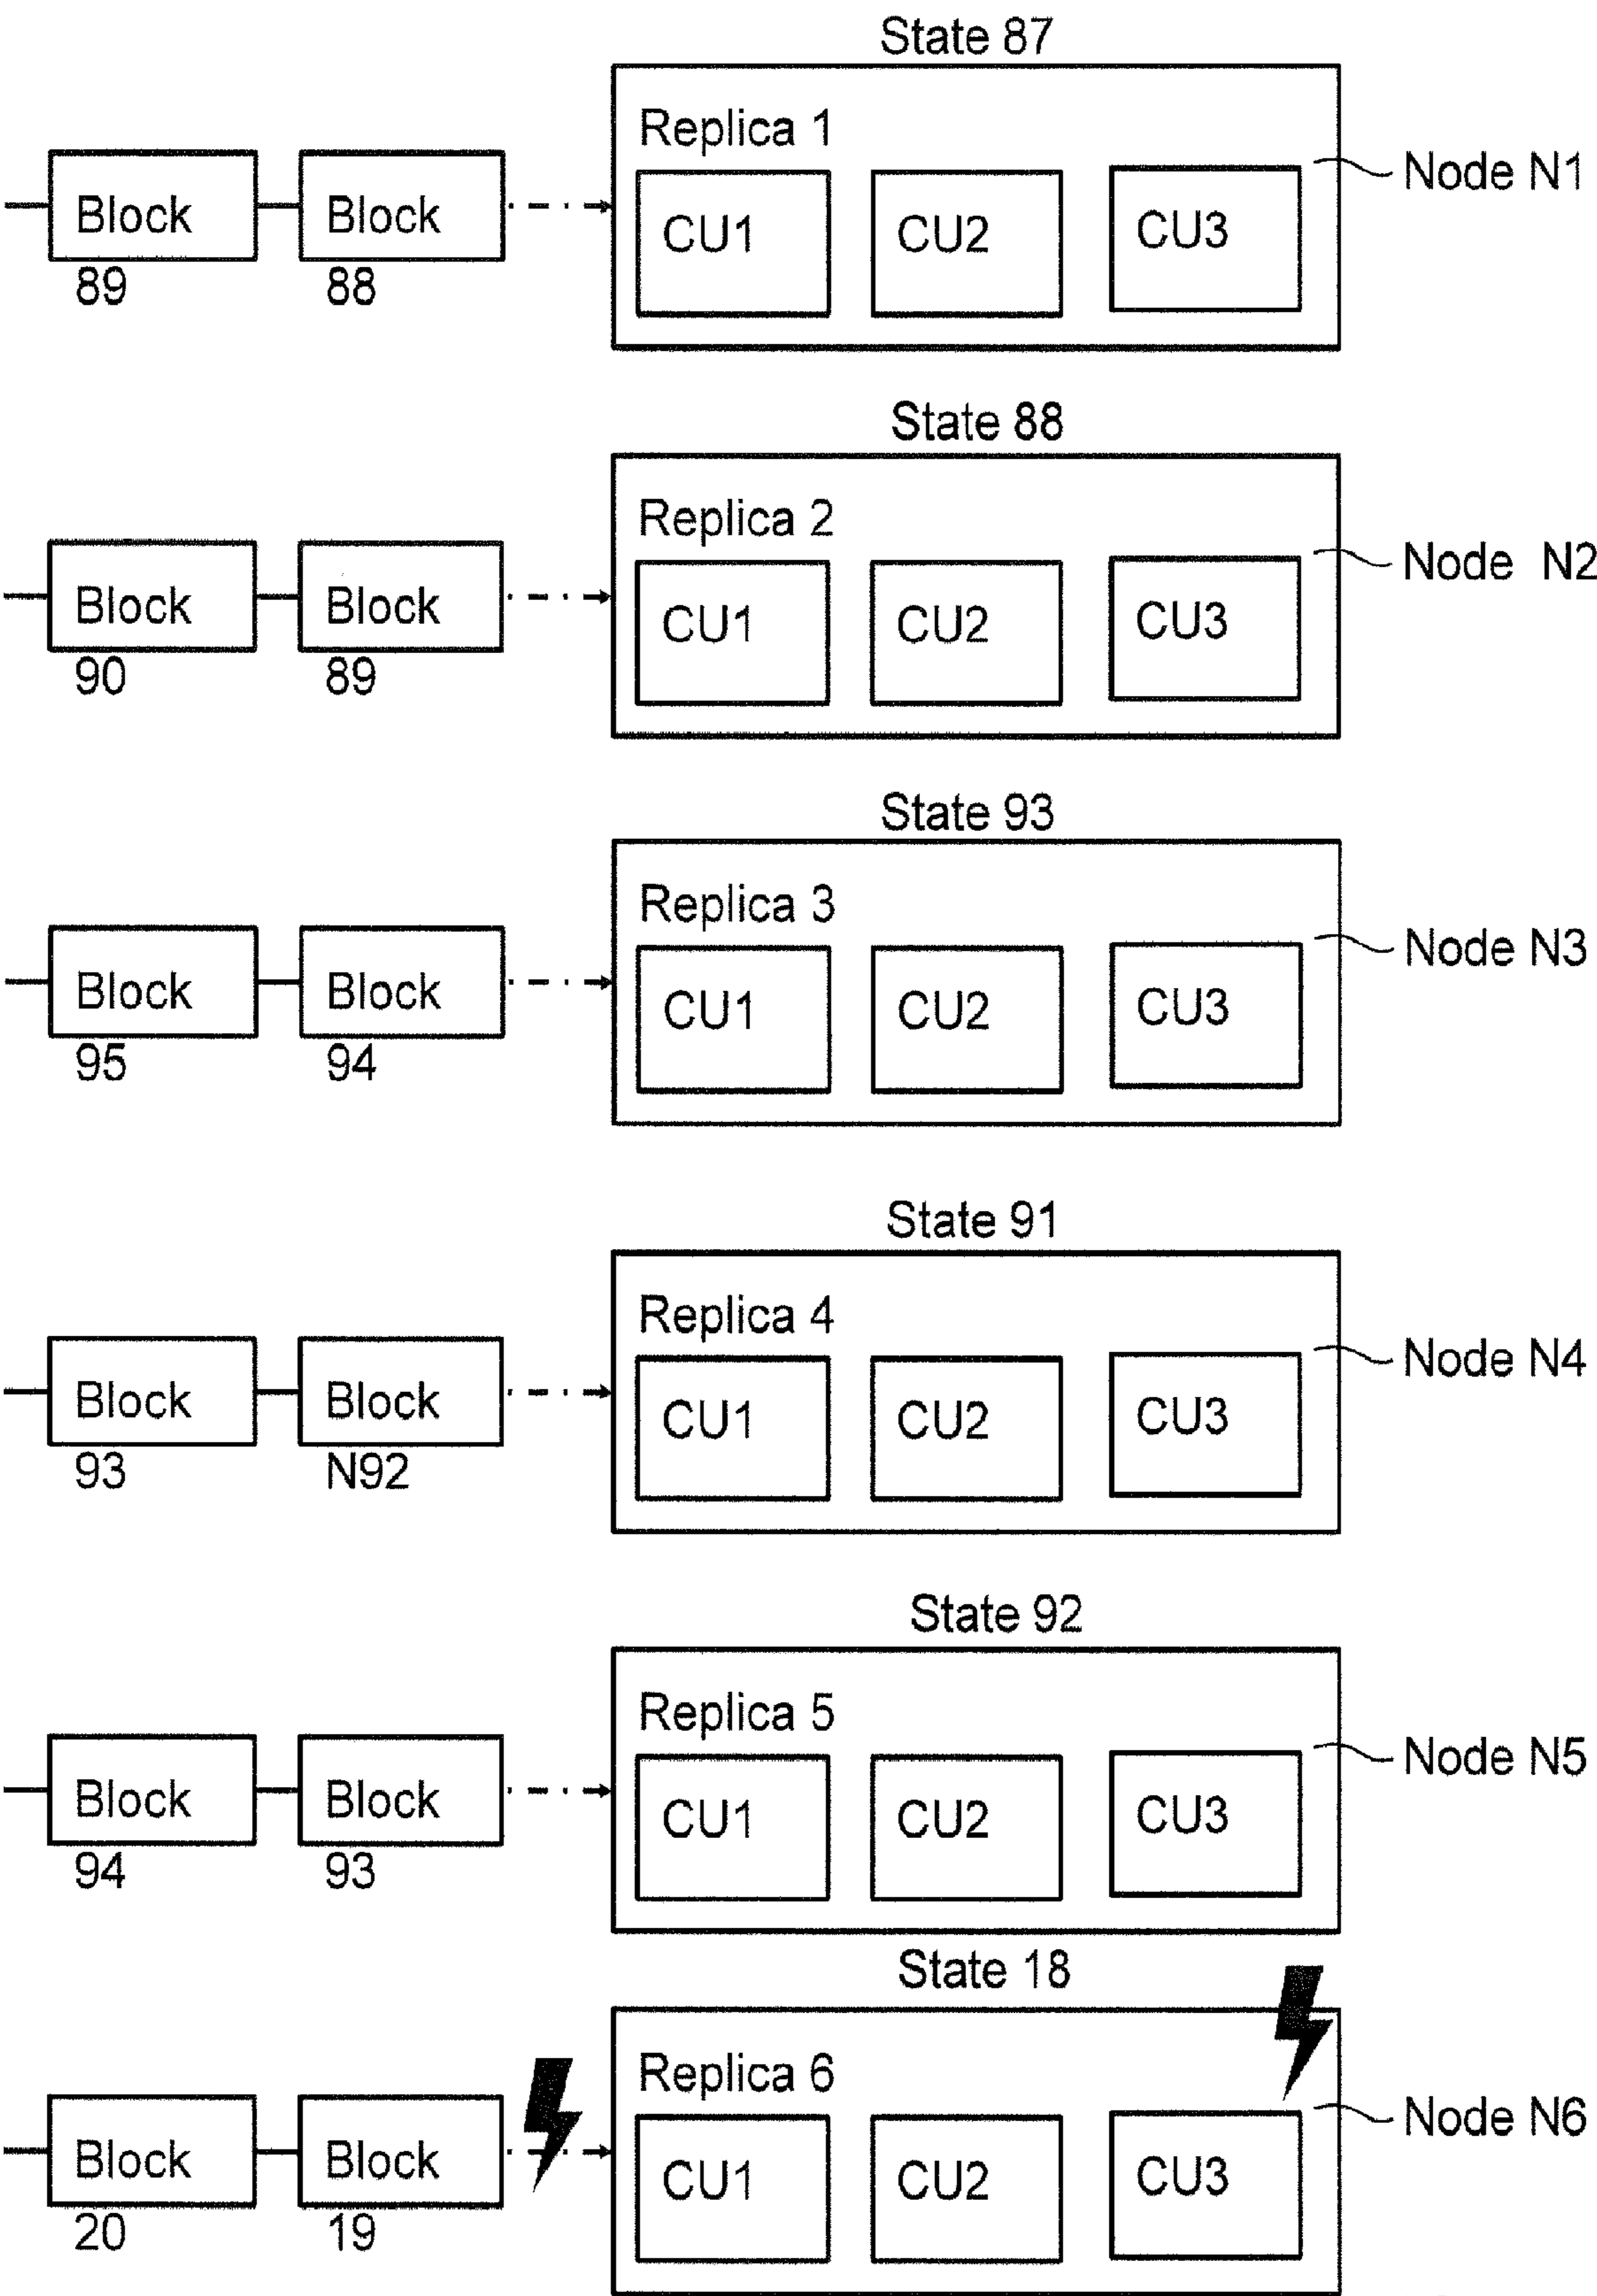 State 87
Replica 1
Node N1
Block Block CU1 CU2 CU3
89 88
State 88
Replica 2
Node N2
Block Block CU1 CU2 CU3
90 89
State 93
Replica 3
Node N3
Block Block CU1 CU2 CU3
95 94
State 91
Replica 4
Node N4
Block Block CU1 CU2 CU3
93 N92
State 92
Replica 5
Node N5
Block Block CU1 CU2 CU3
94 93
State 18
Replica 6
Node N6
Block Block CU1 CU2 CU3
20 19